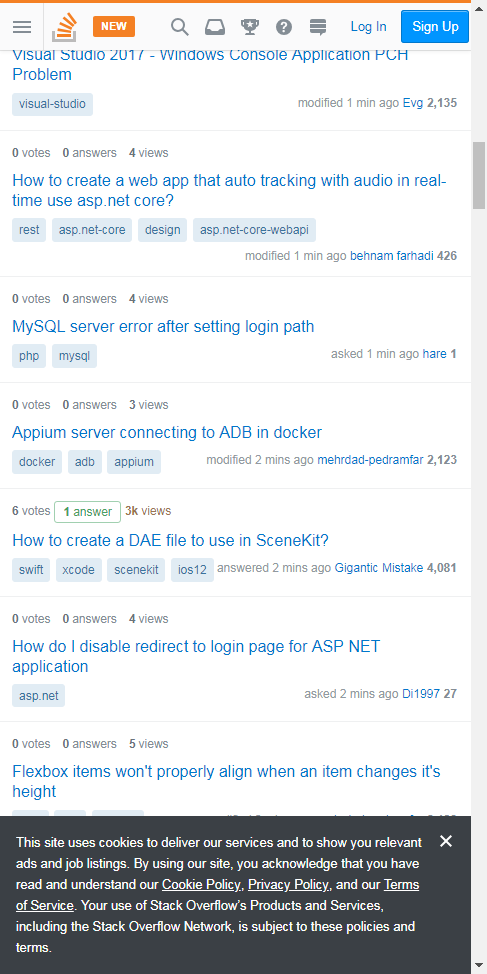 NEW
Log In
Sign Up
Visual Studio 2017 - Windows Console Application PCH
Problem
visual-studio
modified 1 min ago Evg 2,135
0 votes 0 answers 4 views
How to create a web app that auto tracking with audio in real-
time use asp.net core?
rest asp.net-core design asp.net-core-webapi
modified 1 min ago behnam farhadi 426
0 votes 0 answers 4 views
MySQL server error after setting login path
php mysql
asked 1 min ago hare 1
0 votes 0 answers 3 views
Appium server connecting to ADB in docker
docker adb appium
modified 2 mins ago mehrdad-pedramfar 2,123
6 votes 1 answer 3k views
How to create a DAE file to use in SceneKit?
swift xcode scenekit ios12
answered 2 mins ago Gigantic Mistake 4,081
0 votes 0 answers 4 views
How do I disable redirect to login page for ASP NET
application
asp.net
asked 2 mins ago Di1997 27
0 votes 0 answers 5 views
Flexbox items won't properly align when an item changes it's
height
This site uses cookies to deliver our services and to show you relevant
ads and job listings. By using our site, you acknowledge that you have
read and understand our Cookie Policy, Privacy Policy, and our Terms
of Service. Your use of Stack Overflow's Products and Services,
including the Stack Overflow Network, is subject to these policies and
terms.